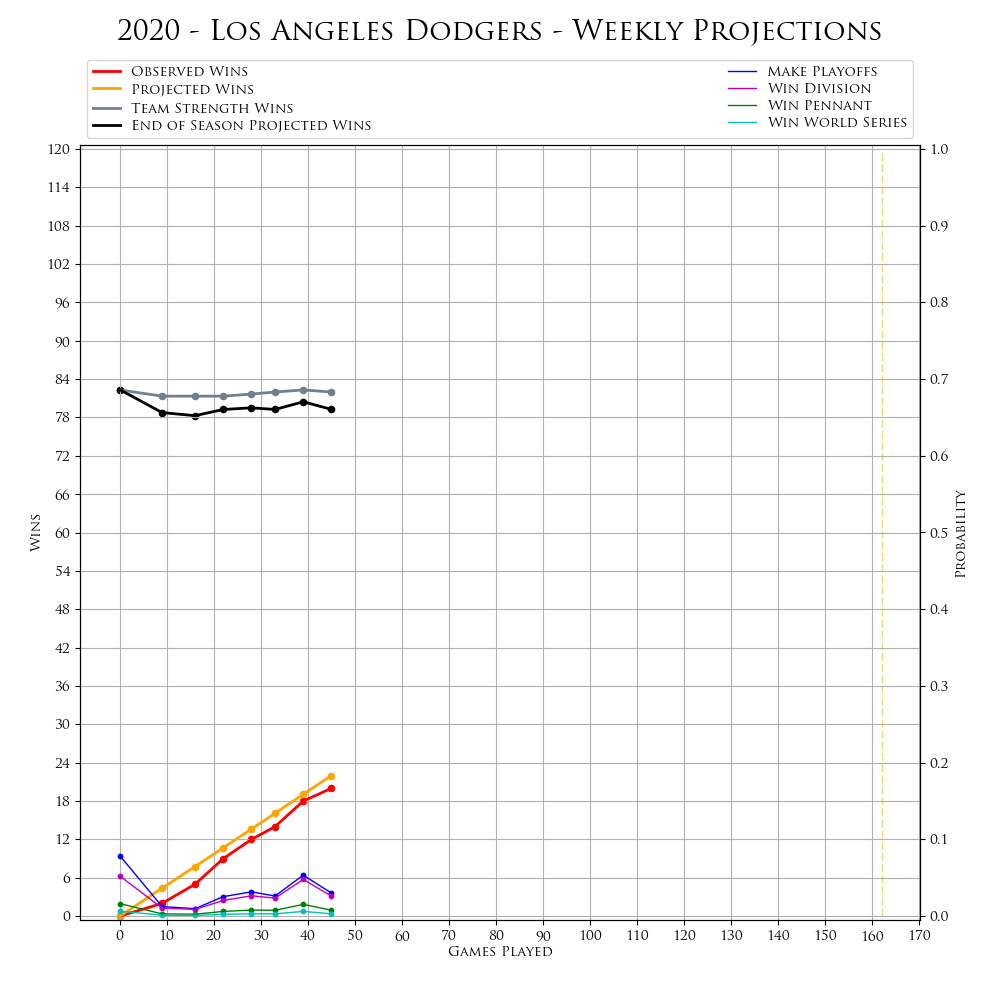 2020 - Los Angeles Dodgers - Weekly Projections
Observed Wins
Projected Wins
Team Strength Wins
End of Season Projected Wins
Make Playoffs
Win Division
Win Pennant
Win World Series
120
114
108
102
96
90
84
78
72
66
60
54
48
42
36
30
24
18
12
6
0
Wins
1.0
0.9
0.8
0.7
0.6
0.5
0.4
0.3
0.2
0.1
0.0
Probability
0 10 20 30 40 50 60 70 80 90 100 110 120 130 140 150 160 170
Games Played